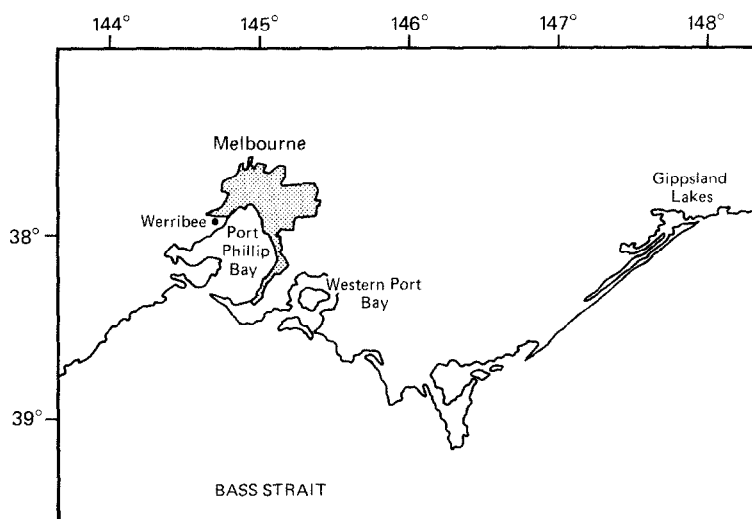 144° 145° 146° 147° 148°
Melbourne
Gippsland
Lakes
Werribee
38°
Port
Phillip
Bay
Western Port
Bay
39°
BASS STRAIT